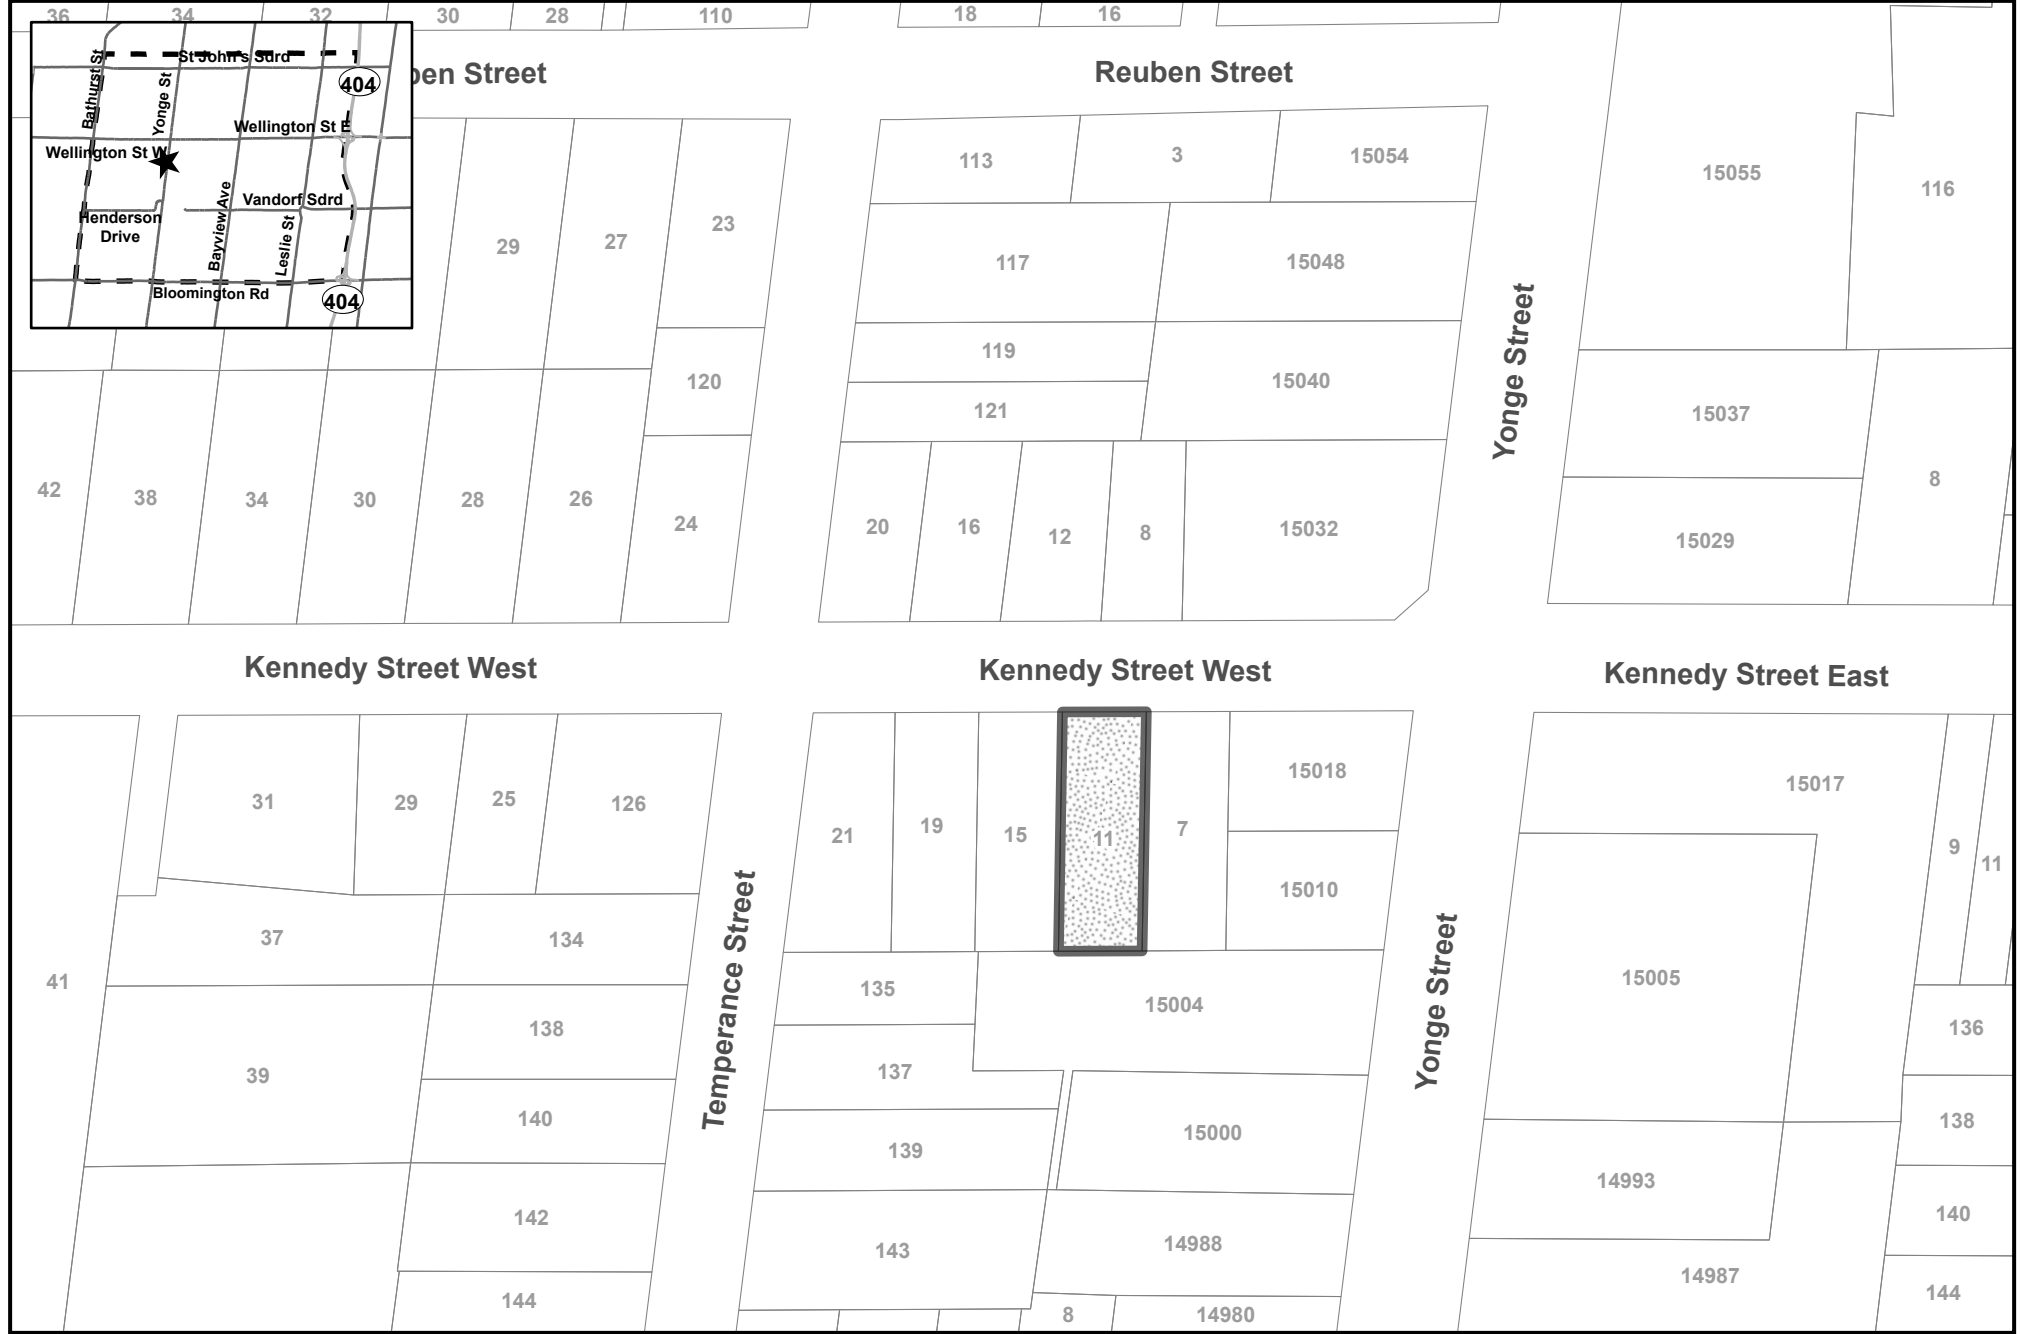 36 34 32 30 28 110 18 16
St John's Sdrd
404
Bathurst St
Yonge St
Wellington St E
Wellington St W
Vandorf Sdrd
Henderson
Drive
Bayview Ave
Leslie St
Bloomington Rd
404
Reuben Street
113 3 15054
15055 116
29 27 23
117 15048
119
120
15040
121
15037
42 38 34 30 28 26 24
20 16 12 8 15032
8
15029
Yonge Street
Kennedy Street West
Kennedy Street West
Kennedy Street East
31 29 25 126
21 19 15 11 7
15018
15010
15017
9 11
37 134
41
135
15004
15005
39
138
137
136
140
139
15000
138
142
143
14988
14993
140
144
8 14980
14987
144
Temperance Street
Yonge Street